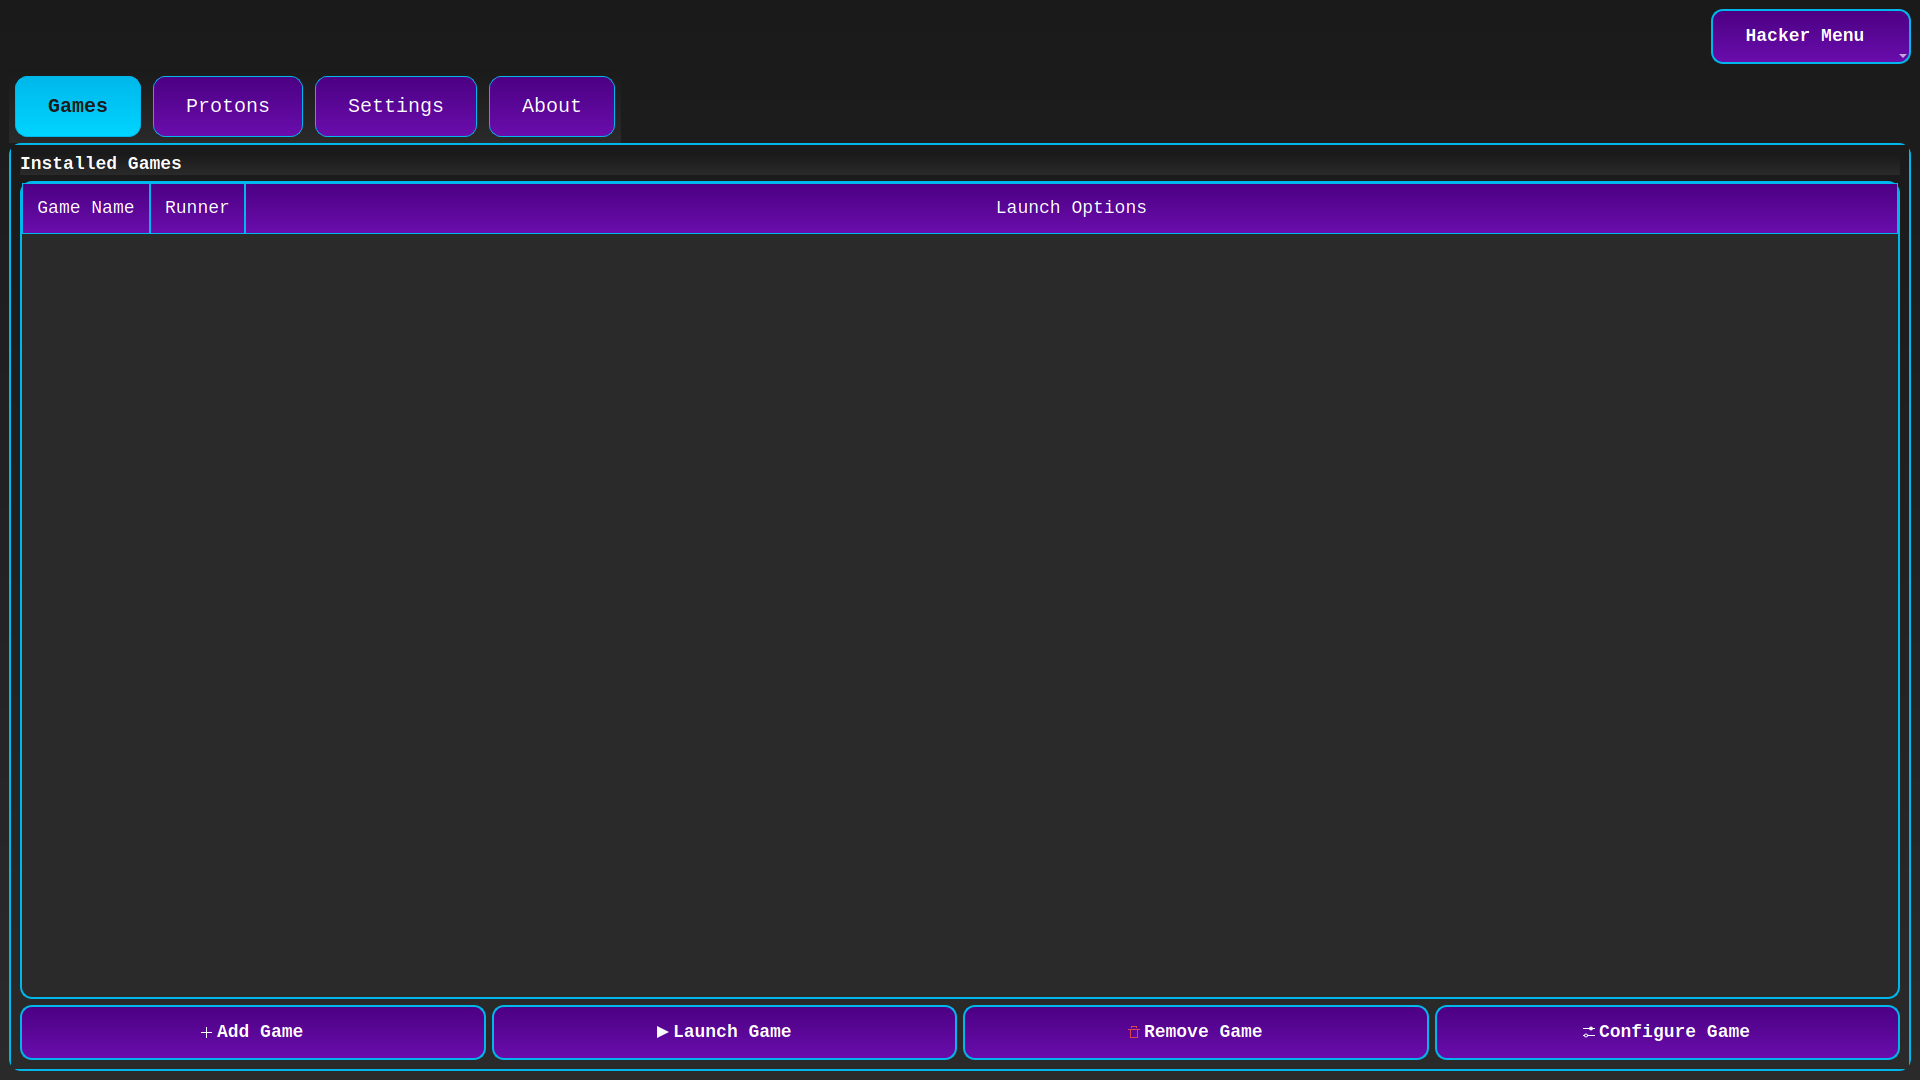 Hacker Menu
Games
Protons
Settings
About
Installed Games
Game Name
Runner
Launch Options
Add Game
Launch Game
Remove Game
Configure Game